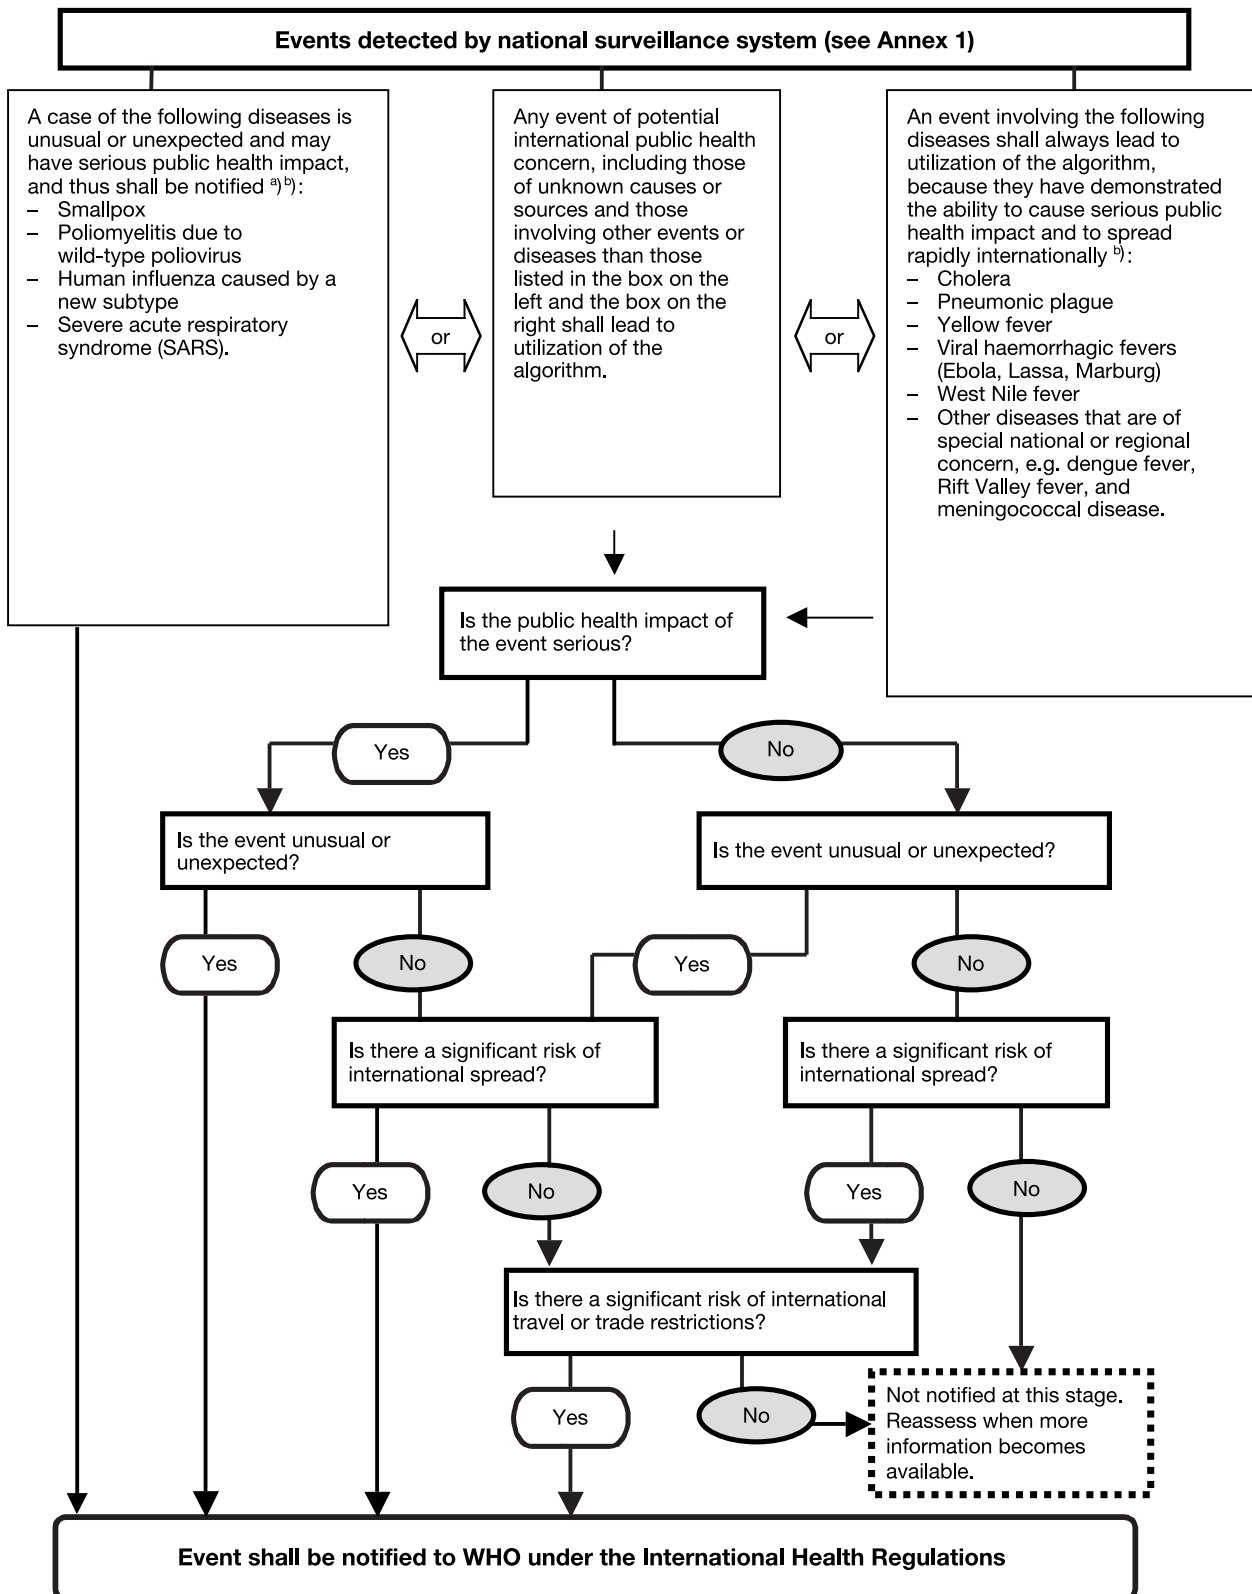 Events detected by national surveillance system (see Annex 1)
A case of the following diseases is
unusual or unexpected and may
have serious public health impact,
and thus shall be notified a) b):
– Smallpox
– Poliomyelitis due to
wild-type poliovirus
– Human influenza caused by a
new subtype
– Severe acute respiratory
syndrome (SARS).
or
Any event of potential
international public health
concern, including those
of unknown causes or
sources and those
involving other events or
diseases than those
listed in the box on the
left and the box on the
right shall lead to
utilization of the
algorithm.
or
An event involving the following
diseases shall always lead to
utilization of the algorithm,
because they have demonstrated
the ability to cause serious public
health impact and to spread
rapidly internationally b):
– Cholera
– Pneumonic plague
– Yellow fever
– Viral haemorrhagic fevers
(Ebola, Lassa, Marburg)
– West Nile fever
– Other diseases that are of
special national or regional
concern, e.g. dengue fever,
Rift Valley fever, and
meningococcal disease.
Is the public health impact of
the event serious?
Yes
No
Is the event unusual or
unexpected?
Is the event unusual or unexpected?
Yes
No
Yes
No
Is there a significant risk of
international spread?
Is there a significant risk of
international spread?
Yes
No
Yes
No
Is there a significant risk of international
travel or trade restrictions?
Yes
No
Not notified at this stage.
Reassess when more
information becomes
available.
Event shall be notified to WHO under the International Health Regulations